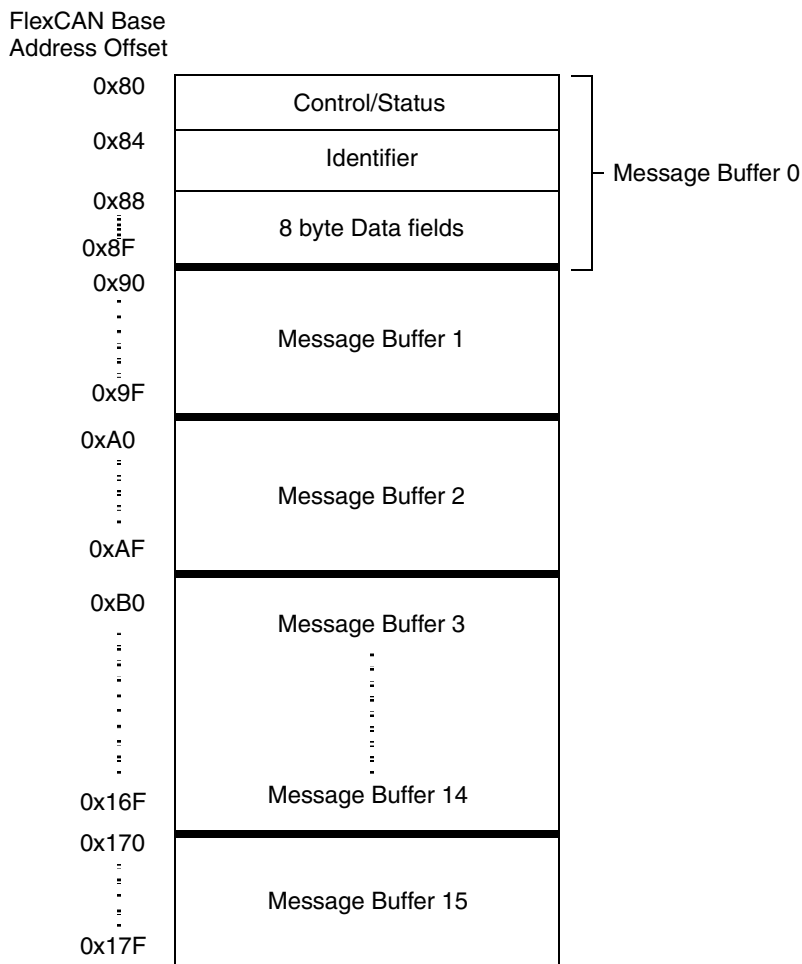 FlexCAN Base
Address Offset
0x80
Control/Status
0x84
Identifier
Message Buffer 0
0x88
8 byte Data fields
0x8F
0x90
Message Buffer 1
0x9F
0xA0
Message Buffer 2
0xAF
0xB0
Message Buffer 3
0x16F
Message Buffer 14
0x170
Message Buffer 15
0x17F